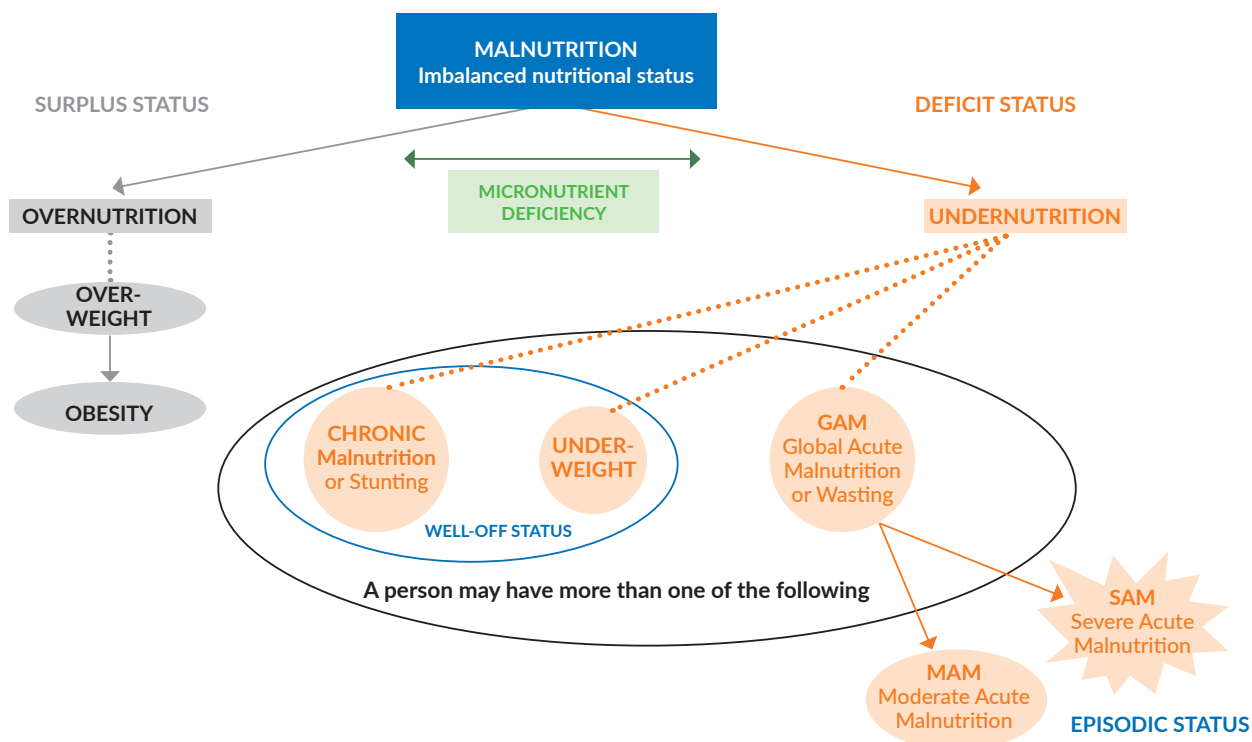 MALNUTRITION
Imbalanced nutritional status
SURPLUS STATUS
DEFICIT STATUS
MICRONUTRIENT
DEFICIENCY
OVERNUTRITION
UNDERNUTRITION
OVER-
WEIGHT
OBESITY
CHRONIC
Malnutrition
or Stunting
UNDER-
WEIGHT
GAM
Global Acute
Malnutrition
or Wasting
WELL-OFF STATUS
A person may have more than one of the following
SAM
Severe Acute
Malnutrition
MAM
Moderate Acute
Malnutrition
EPISODIC STATUS